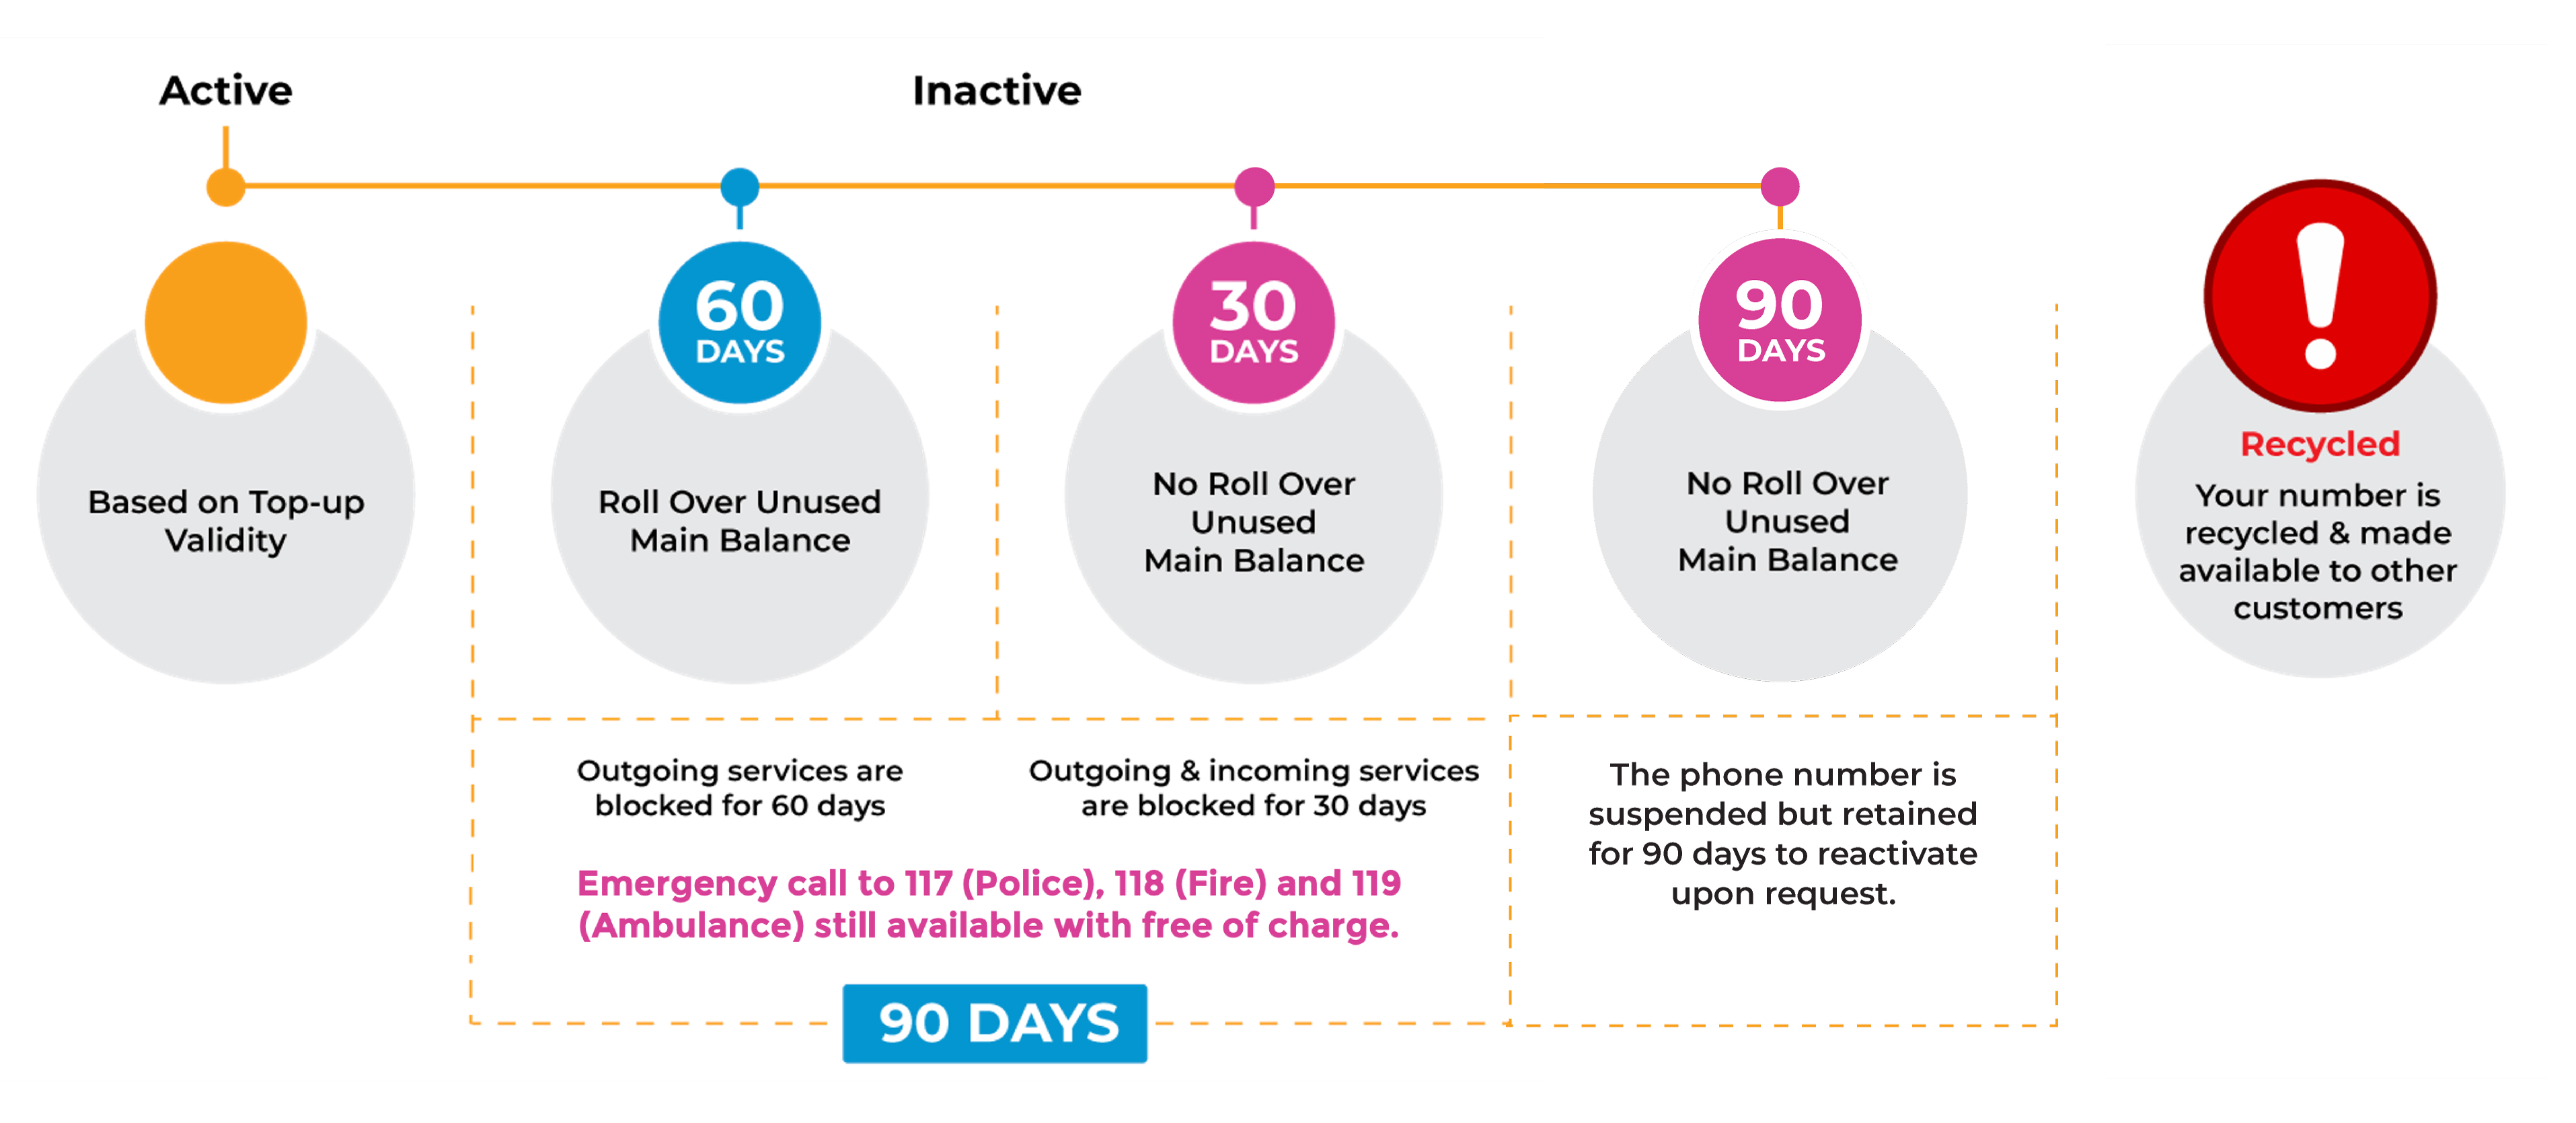 Active
Inactive
Based on Top-up
Validity
60
DAYS
Roll Over Unused
Main Balance
30
DAYS
No Roll Over
Unused
Main Balance
90
DAYS
No Roll Over
Unused
Main Balance
!
Recycled
Your number is
recycled & made
available to other
customers
Outgoing services are
blocked for 60 days
Outgoing & incoming services
are blocked for 30 days
Emergency call to 117 (Police), 118 (Fire) and 119
(Ambulance) still available with free of charge.
90 DAYS
The phone number is
suspended but retained
for 90 days to reactivate
upon request.